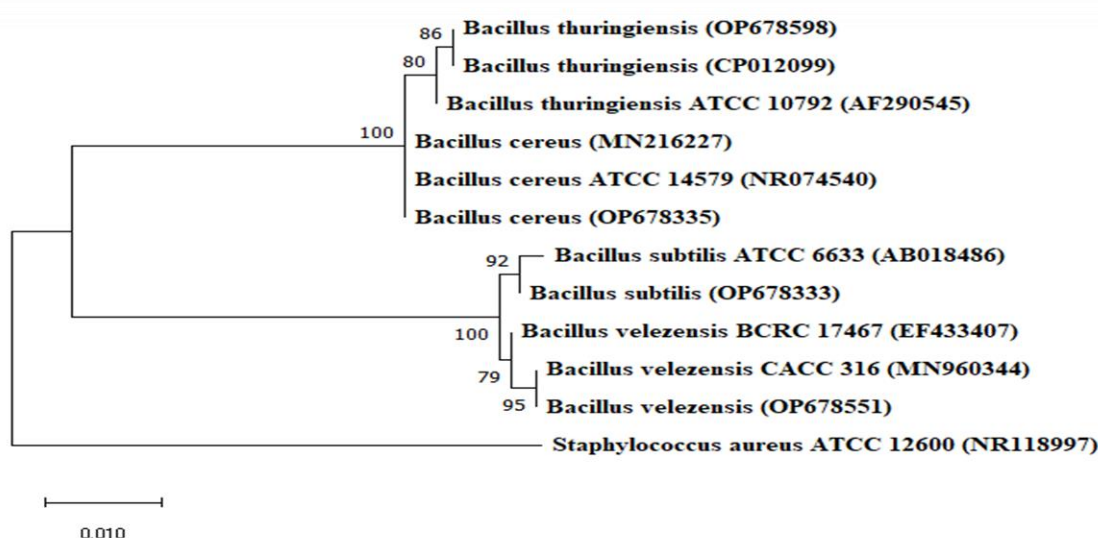 86
Bacillus thuringiensis (OP678598)
80
Bacillus thuringiensis (CP012099)
Bacillus thuringiensis ATCC 10792 (AF290545)
100
Bacillus cereus (MN216227)
Bacillus cereus ATCC 14579 (NR074540)
Bacillus cereus (OP678335)
92
Bacillus subtilis ATCC 6633 (AB018486)
Bacillus subtilis (OP678333)
100
Bacillus velezensis BCRC 17467 (EF433407)
79
Bacillus velezensis CACC 316 (MN960344)
95
Bacillus velezensis (OP678551)
Staphylococcus aureus ATCC 12600 (NR118997)
0.010